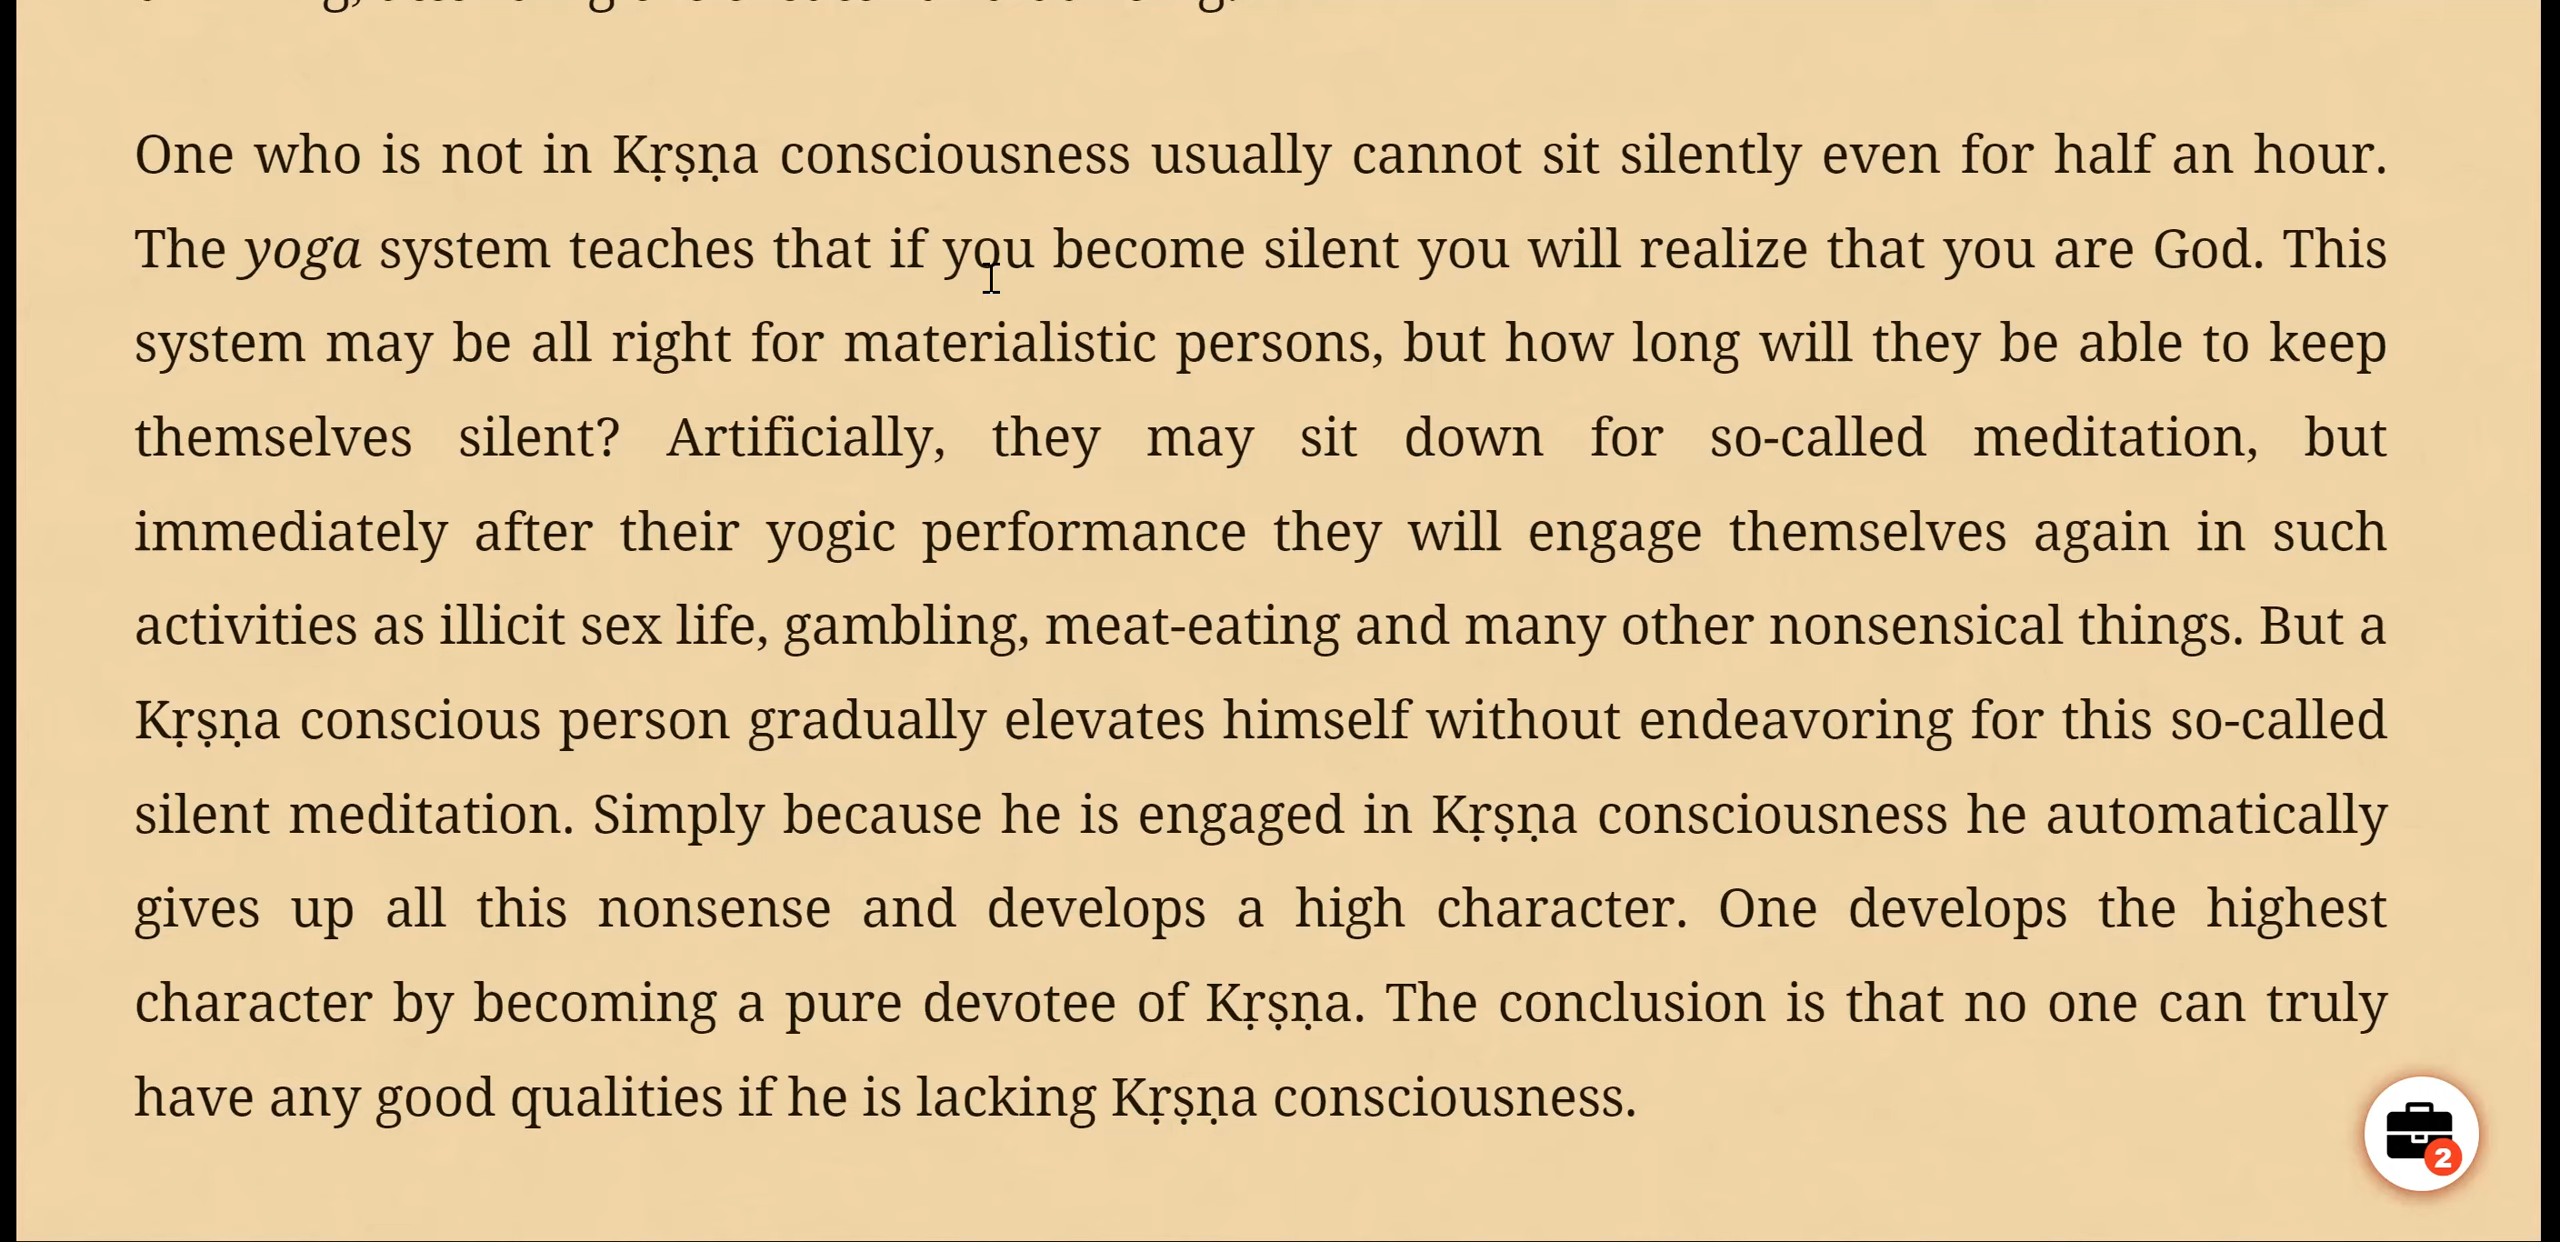 One who is not in Kṛṣṇa consciousness usually cannot sit silently even for half an hour.
The yoga system teaches that if you become silent you will realize that you are God. This
system may be all right for materialistic persons, but how long will they be able to keep
themselves silent? Artificially, they may sit down for so-called meditation, but
immediately after their yogic performance they will engage themselves again in such
activities as illicit sex life, gambling, meat-eating and many other nonsensical things. But a
Kṛṣṇa conscious person gradually elevates himself without endeavoring for this so-called
silent meditation. Simply because he is engaged in Kṛṣṇa consciousness he automatically
gives up all this nonsense and develops a high character. One develops the highest
character by becoming a pure devotee of Kṛṣṇa. The conclusion is that no one can truly
have any good qualities if he is lacking Kṛṣṇa consciousness.
2